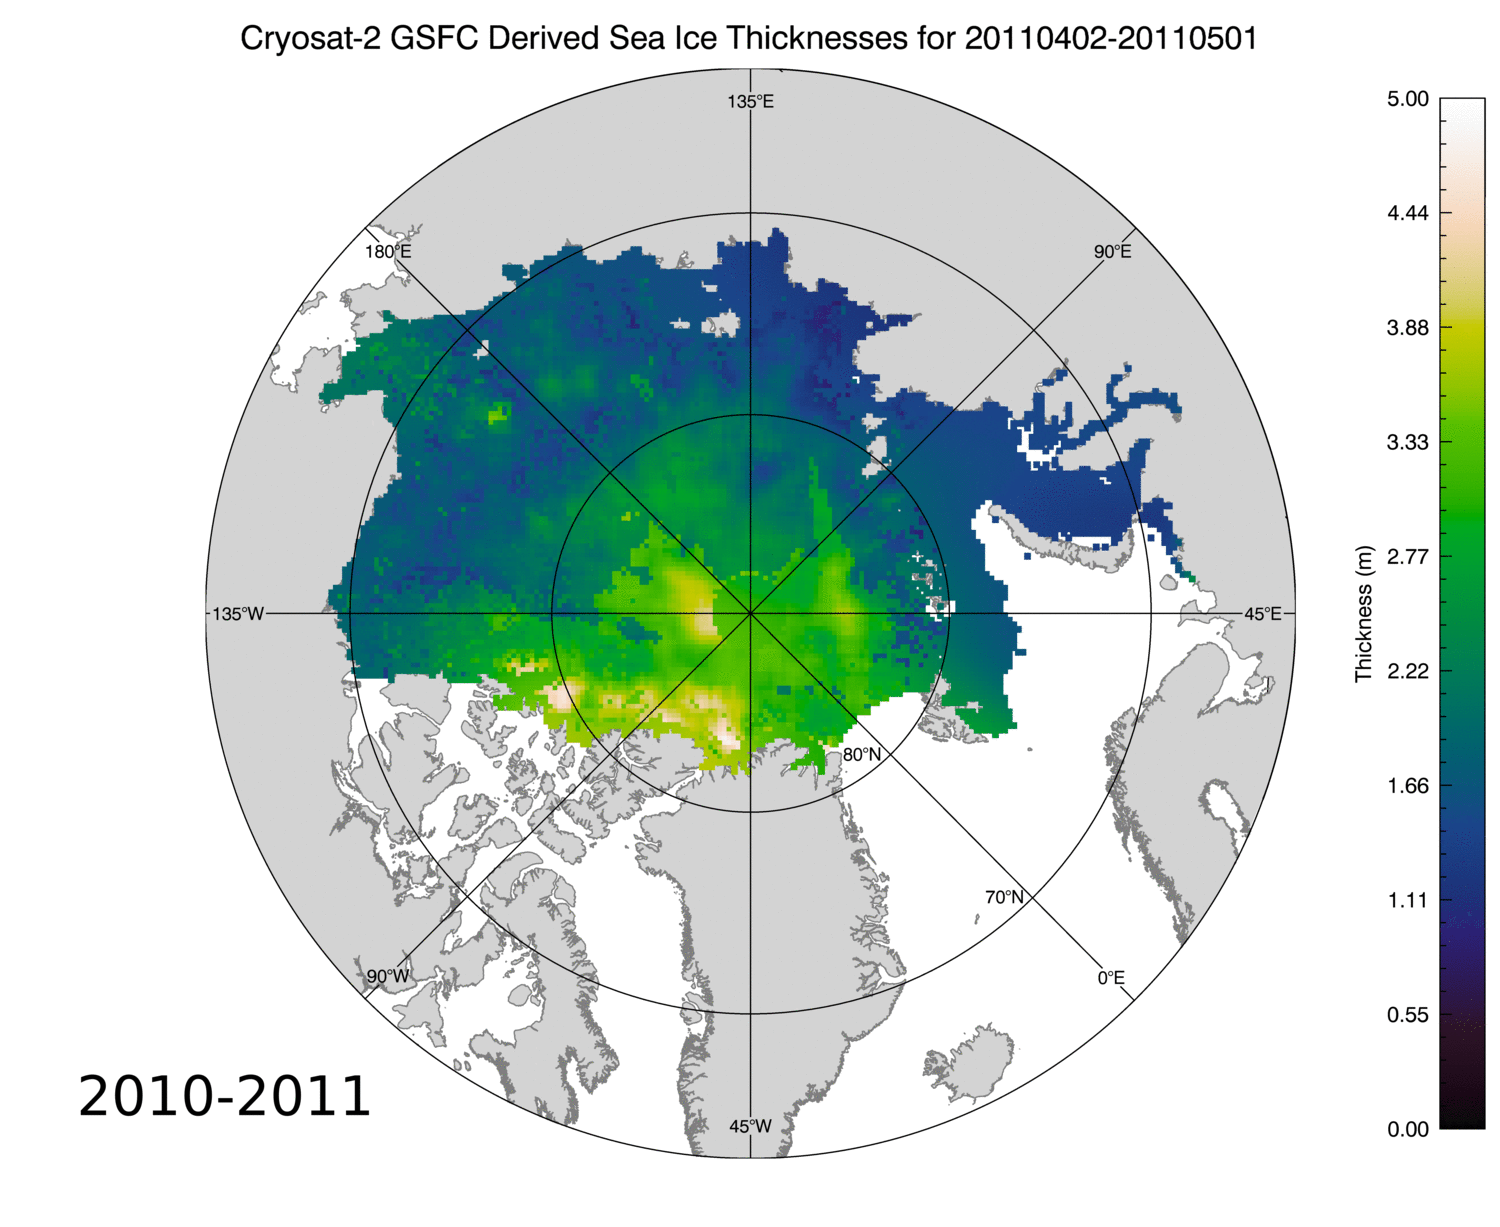 Cryosat-2 GSFC Derived Sea Ice Thicknesses for 20110402-20110501
135°E
180°E
90°E
135°W
45°E
80°N
70°N
90°W
0°E
45°W
2010-2011
5.00
4.44
3.88
3.33
2.77
2.22
1.66
1.11
0.55
0.00
Thickness (m)